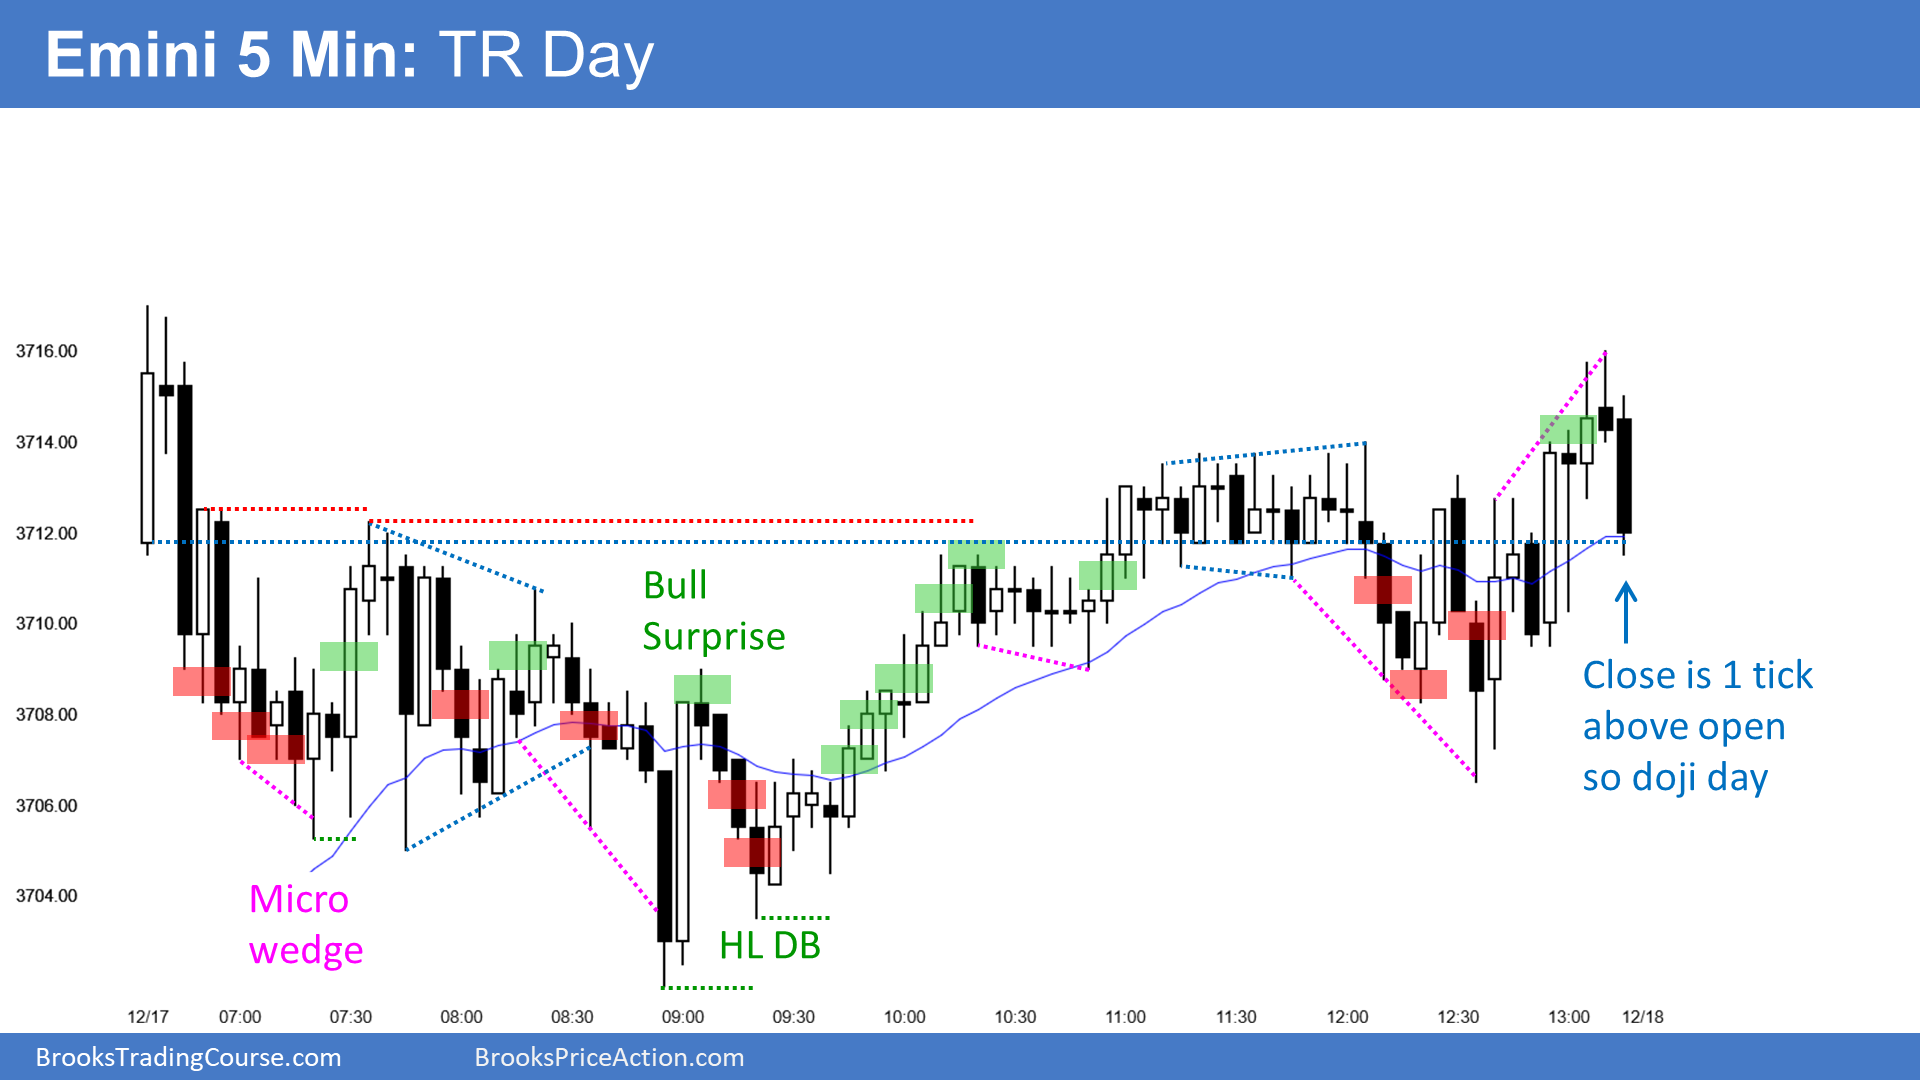 Emini 5 Min: TR Day
3716.00
3714.00
3712.00
3710.00
3708.00
3706.00
3704.00
Bull
Surprise
Close is 1 tick
above open
so doji day
Micro
wedge
HL DB
12/17 07:00 07:30 08:00 08:30 09:00 09:30 10:00 10:30 11:00 11:30 12:00 12:30 13:00 12/18
BrooksTradingCourse.com BrooksPriceAction.com